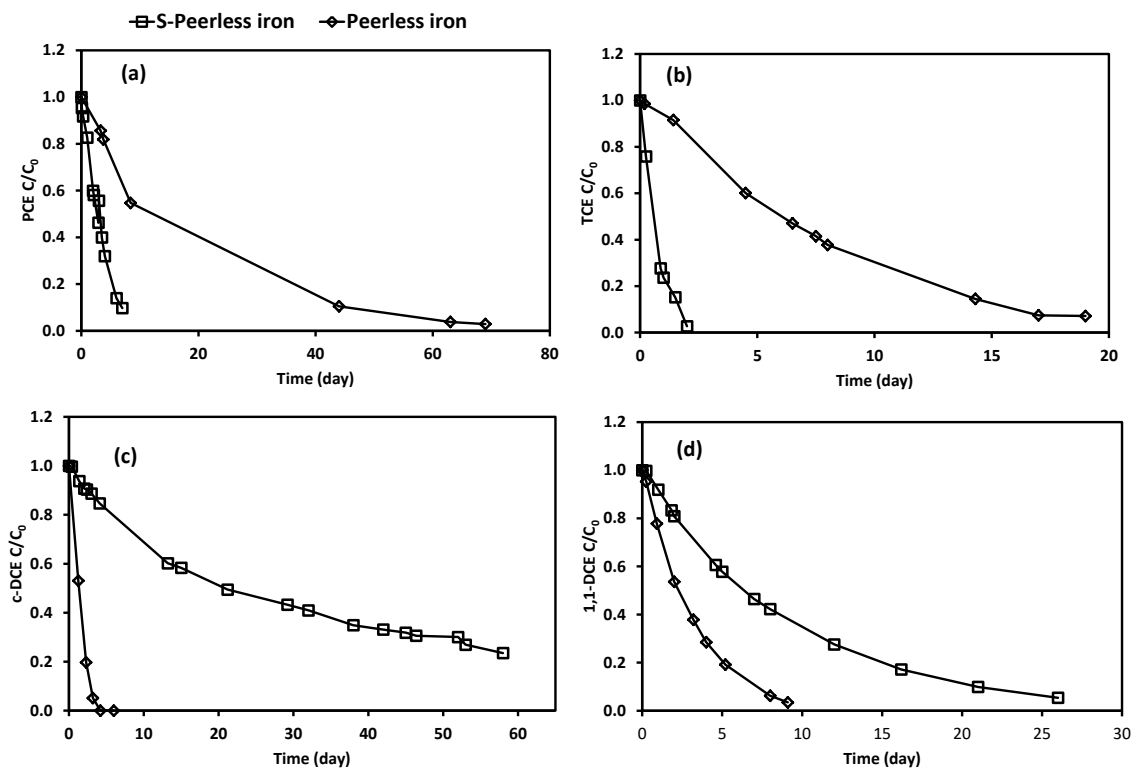 S-Peerless iron Peerless iron
1.2
1.0
0.8
0.6
0.4
0.2
0.0
PCE C/C₀
(a)
0 20 40 60 80
Time (day)
1.2
1.0
0.8
0.6
0.4
0.2
0.0
TCE C/C₀
(b)
0 5 10 15 20
Time (day)
1.2
1.0
0.8
0.6
0.4
0.2
0.0
c-DCE C/C₀
(c)
0 10 20 30 40 50 60
Time (day)
1.2
1.0
0.8
0.6
0.4
0.2
0.0
1,1-DCE C/C₀
(d)
0 5 10 15 20 25 30
Time (day)